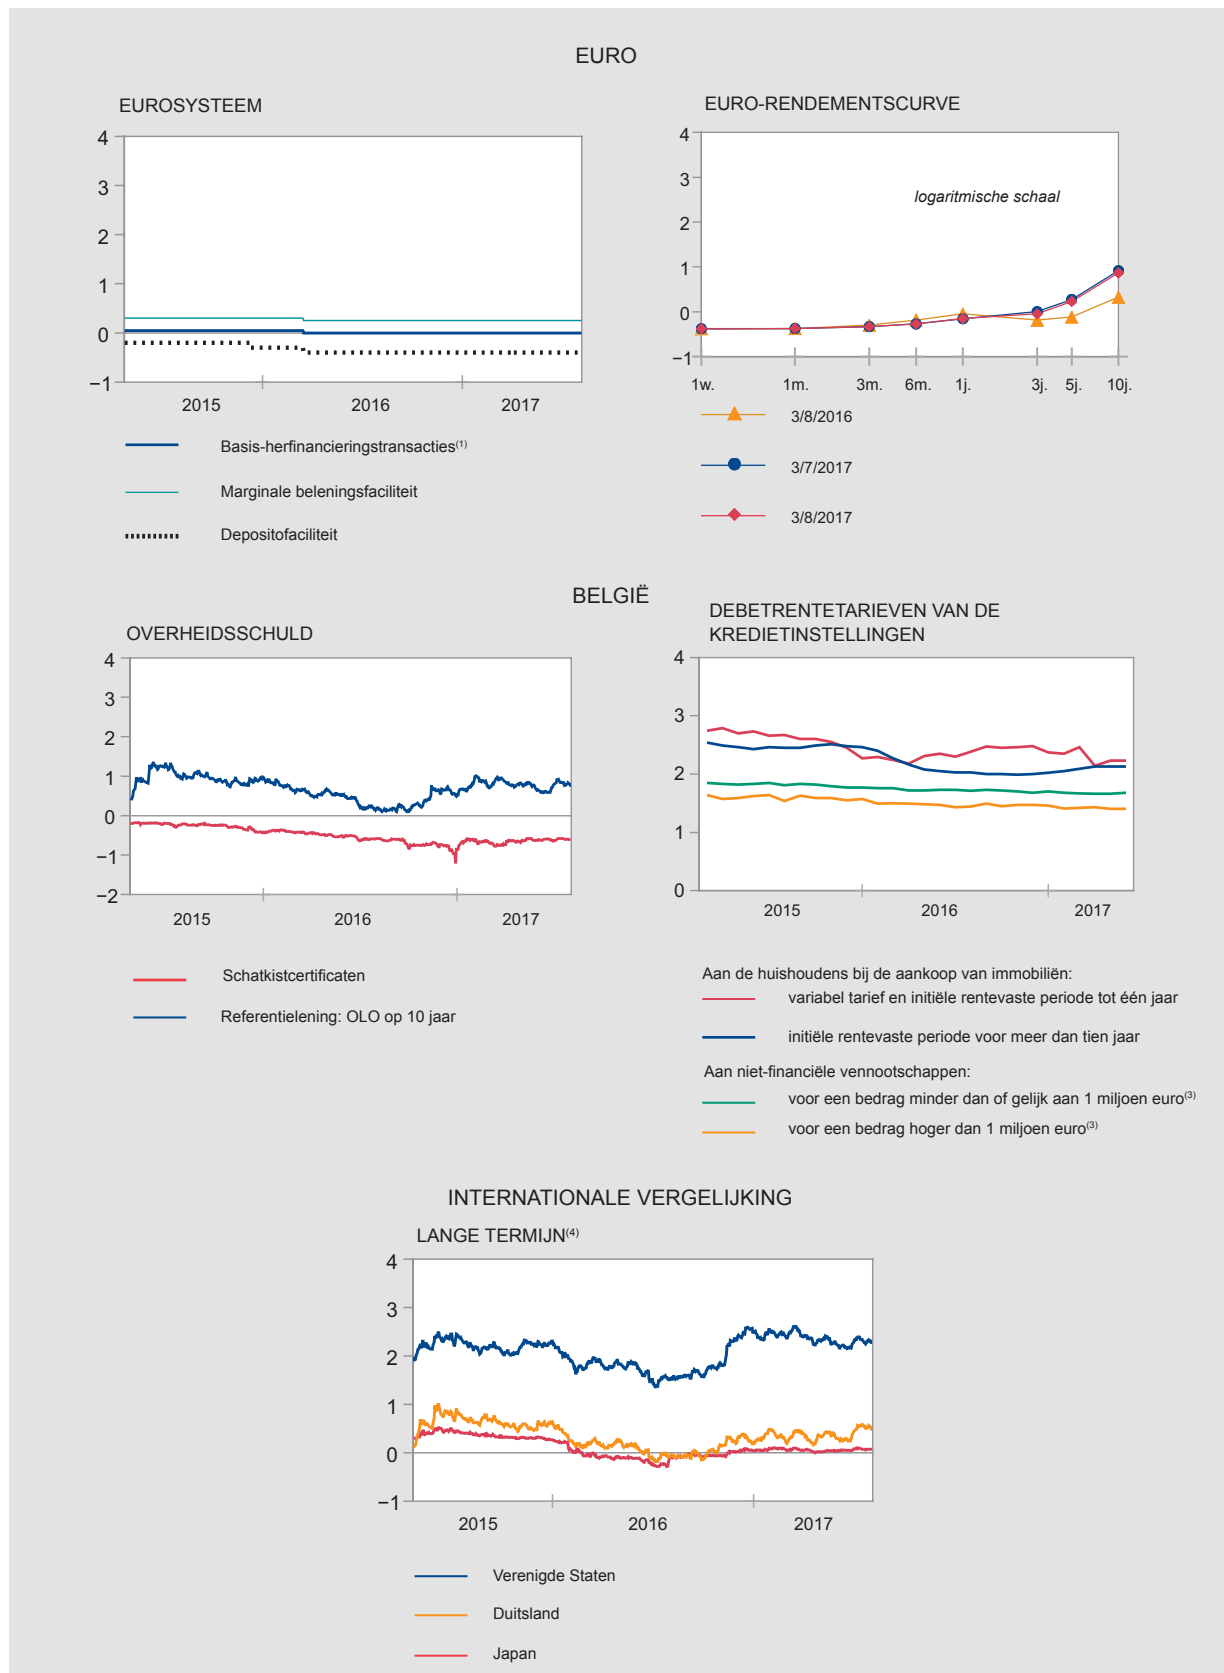 EURO
EUROSYSTEEM
4
3
2
1
0
−1
2015 2016 2017
Basis-herfinancieringstransacties(1)
Marginale beleningsfaciliteit
Depositofaciliteit
EURO-RENDEMENTSCURVE
4
3
2
1
0
−1
logaritmische schaal
1w. 1m. 3m. 6m. 1j. 3j. 5j. 10j.
3/8/2016
3/7/2017
3/8/2017
BELGIË
OVERHEIDSSCHULD
4
3
2
1
0
−1
−2
2015 2016 2017
Schatkistcertificaten
Referentielening: OLO op 10 jaar
DEBETRENTETARIEVEN VAN DE
KREDIETINSTELLINGEN
4
3
2
1
0
2015 2016 2017
Aan de huishoudens bij de aankoop van immobiliën:
variabel tarief en initiële rentevaste periode tot één jaar
initiële rentevaste periode voor meer dan tien jaar
Aan niet-financiële vennootschappen:
voor een bedrag minder dan of gelijk aan 1 miljoen euro(3)
voor een bedrag hoger dan 1 miljoen euro(3)
INTERNATIONALE VERGELIJKING
LANGE TERMIJN(4)
4
3
2
1
0
−1
2015 2016 2017
Verenigde Staten
Duitsland
Japan